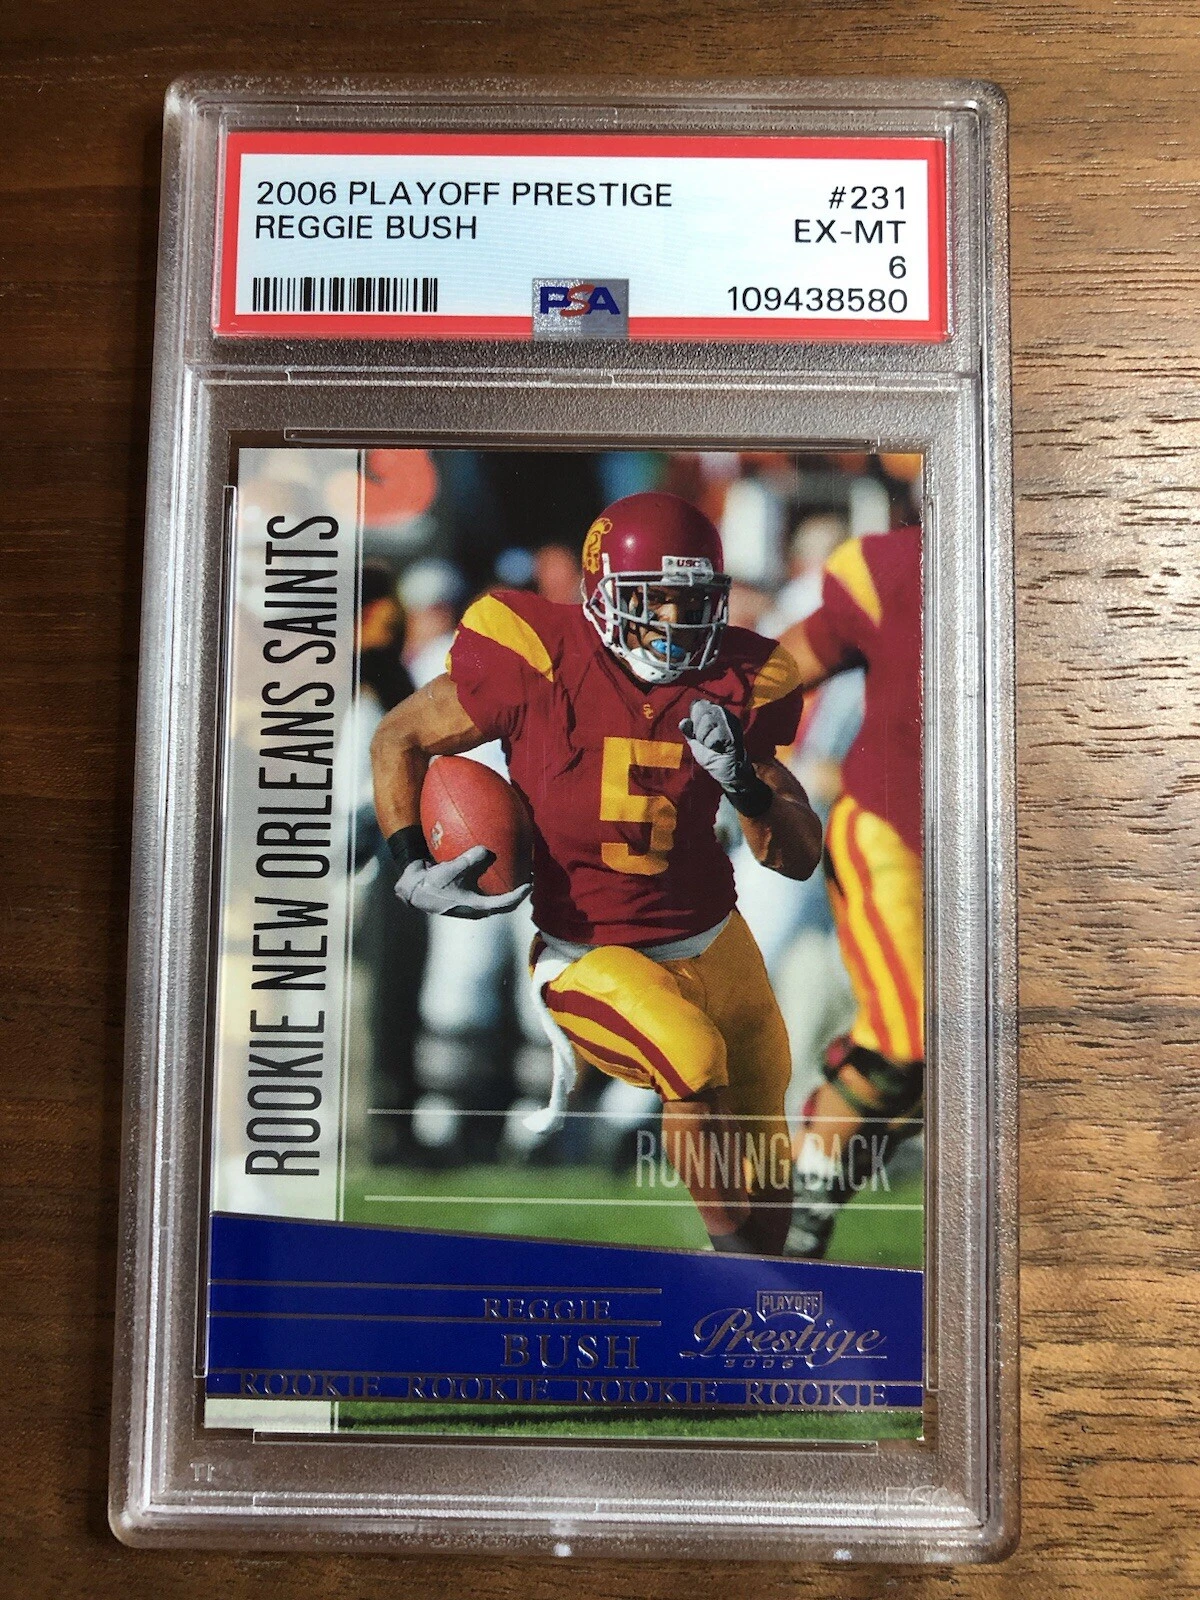 2006 PLAYOFF PRESTIGE #231
REGGIE BUSH EX-MT
6
PSA 109438580
ROOKIE NEW ORLEANS SAINTS
USC
SC
5
RUNNING BACK
REGGIE
BUSH
PLAYOFF
Prestige
2006
ROOKIE ROOKIE ROOKIE ROOKIE